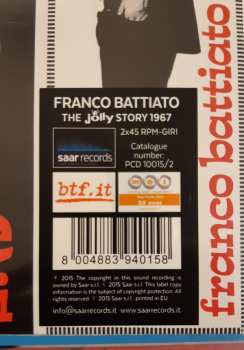 franco battiato
FRANCO BATTIATO
THE jolly STORY 1967
2x45 RPM-GIRI
saar records
Catalogue
number:
PCD 10015/2
btf.it
8 004883 940158
℗ 2015 The copyright in this sound recording is
owned by Saar s.r.l. © 2015 Saar s.r.l. This label copy
information is the subject of copyright protection. All
rights reserved © 2015 Saar s.r.l. printed in EU
info@saarrecords.it www.saarrecords.it